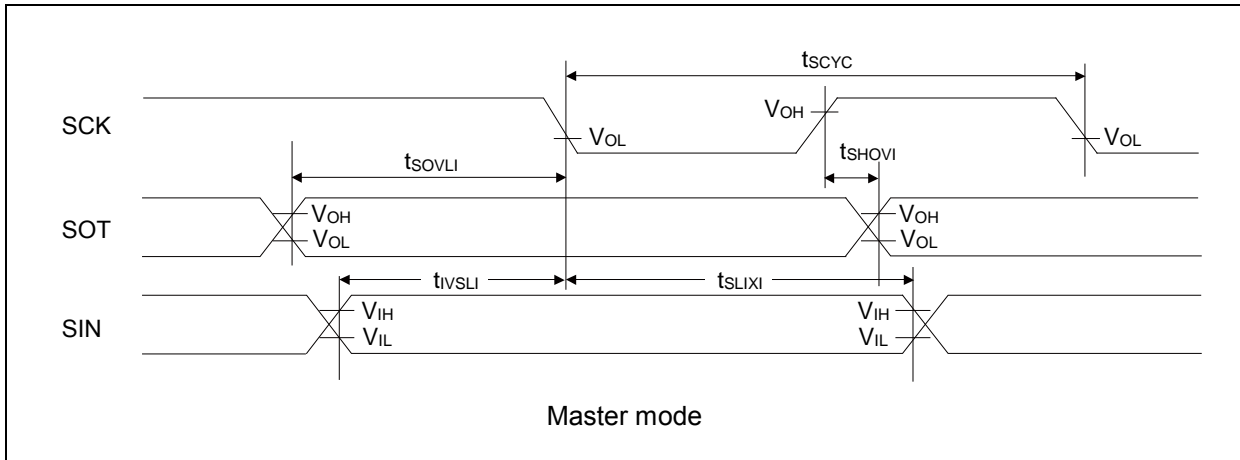 tSCYC
SCK
VOH
VOL
VOL
tSOVLI
tSHOVI
SOT
VOH
VOL
VOH
VOL
tIVSLI
tSLIXI
SIN
VIH
VIL
VIH
VIL
Master mode